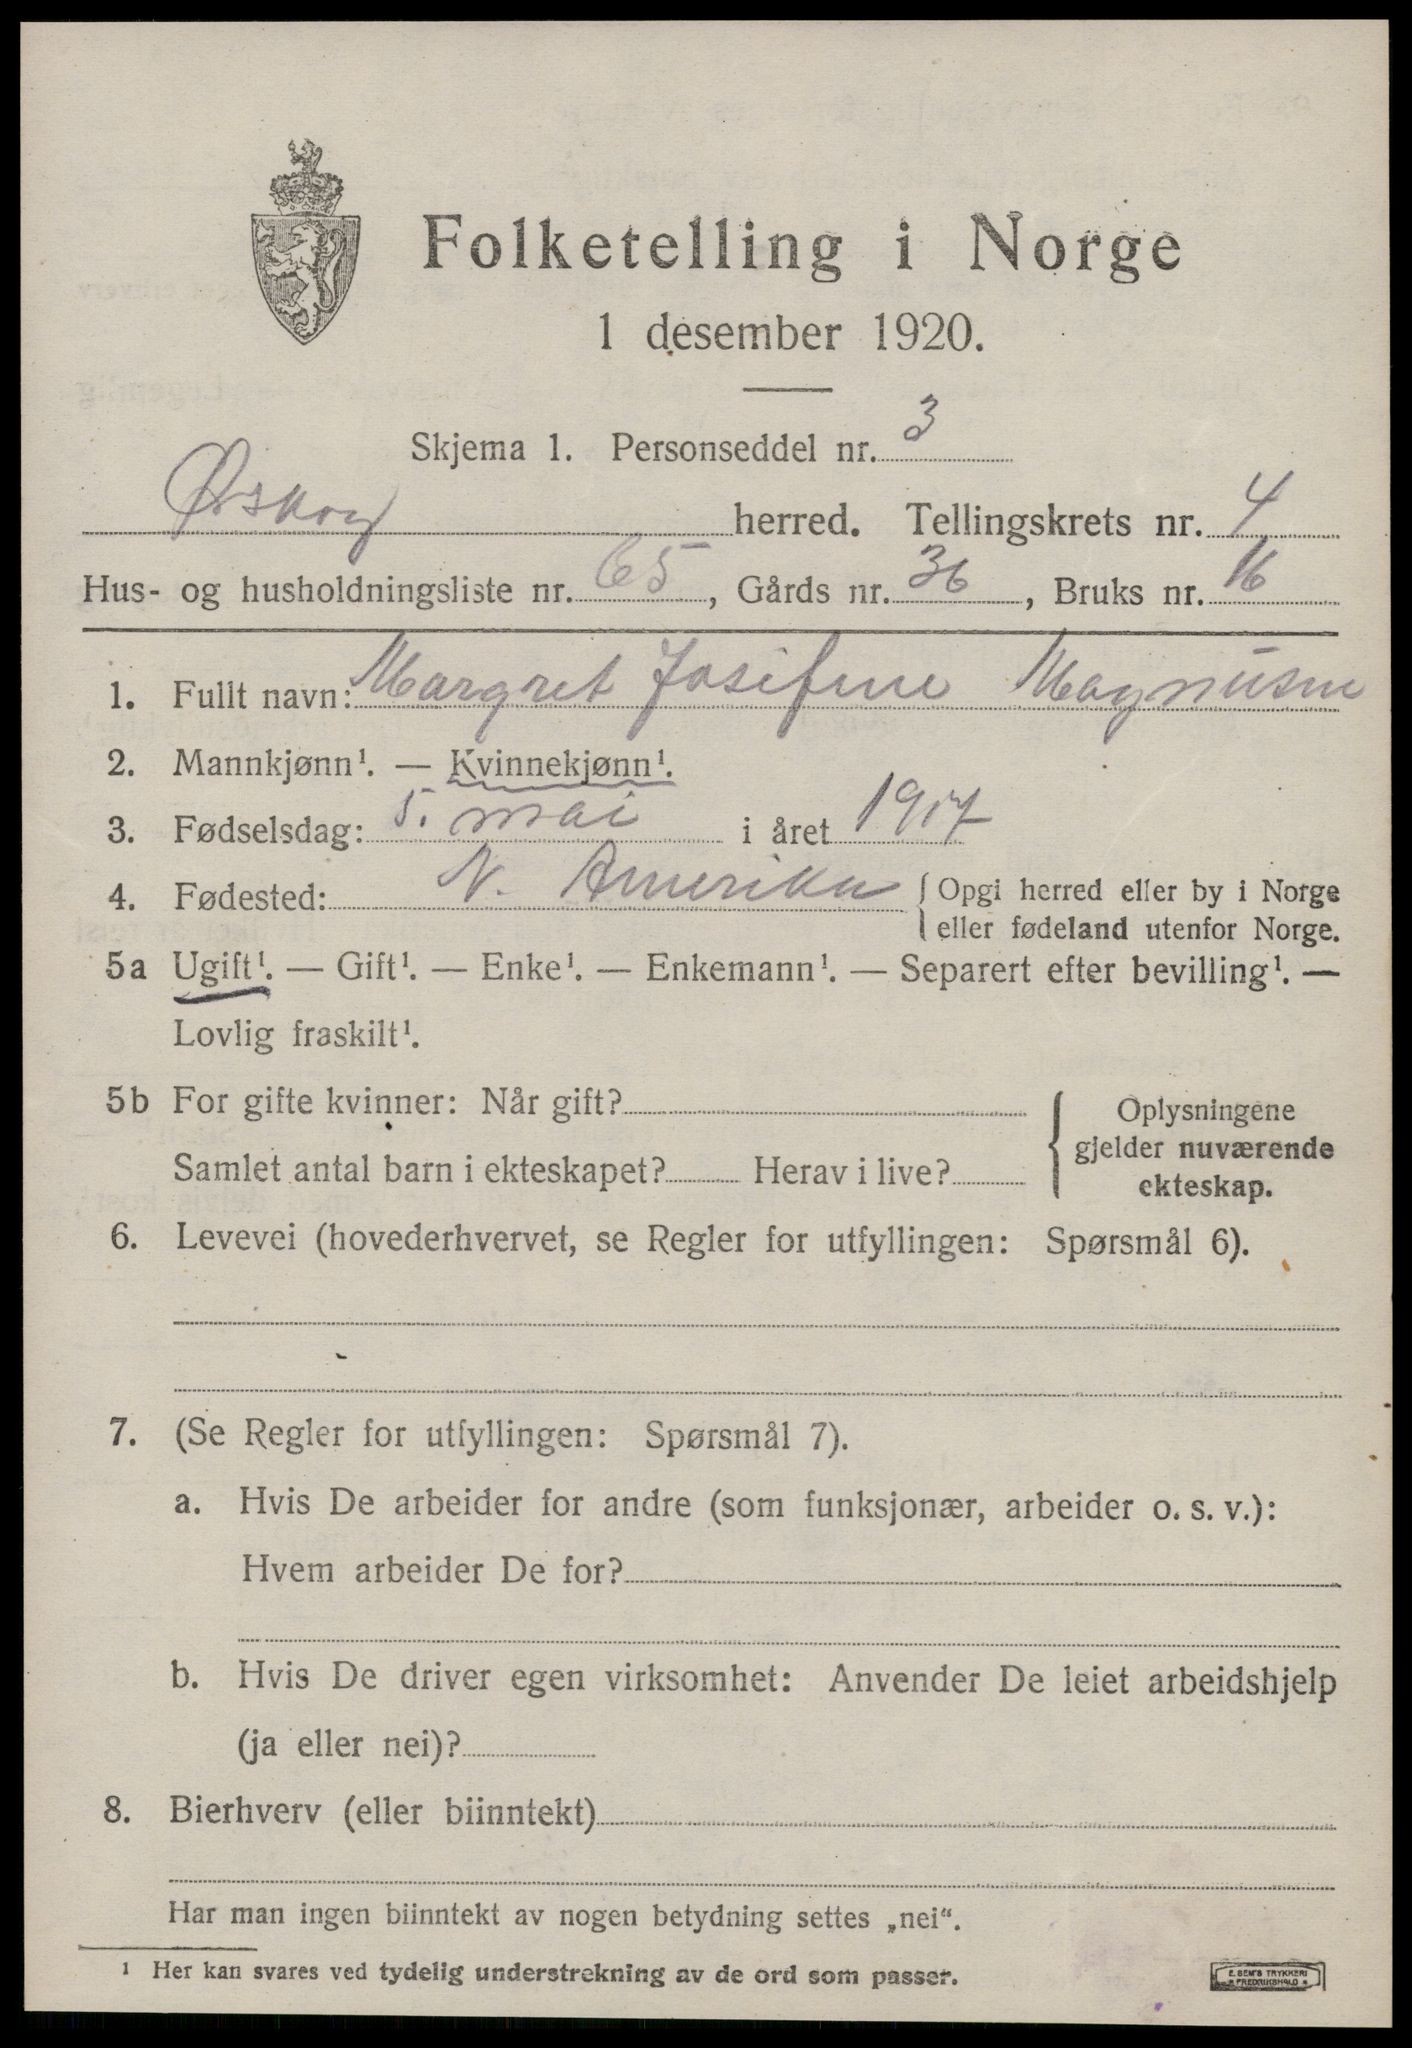 Folketelling i Norge
1 desember 1920.
Skjema 1. Personseddel nr. 3
Ørskog herred. Tellingskrets nr. 4
Hus- og husholdningsliste nr. 65, Gårds nr. 36, Bruks nr. 16
1. Fullt navn: Margret Josefine Magnusen
2. Mannkjønn¹. — Kvinnekjønn¹.
3. Fødselsdag: 5. mai i året 1917
4. Fødested: N. Amerika { Opgi herred eller by i Norge
eller fødeland utenfor Norge.
5a Ugift¹. — Gift¹. — Enke¹. — Enkemann¹. — Separert efter bevilling¹. —
Lovlig fraskilt¹.
5b For gifte kvinner: Når gift? { Oplysningene
gjelder nuværende
Samlet antal barn i ekteskapet? Herav i live? ekteskap.
6. Levevei (hovederhvervet, se Regler for utfyllingen: Spørsmål 6).
7. (Se Regler for utfyllingen: Spørsmål 7).
a. Hvis De arbeider for andre (som funksjonær, arbeider o. s. v.):
Hvem arbeider De for?
b. Hvis De driver egen virksomhet: Anvender De leiet arbeidshjelp
(ja eller nei)?
8. Bierhverv (eller biinntekt)
Har man ingen biinntekt av nogen betydning settes „nei“.
¹ Her kan svares ved tydelig understrekning av de ord som passer.
E. SEM'S TRYKKERI
FREDRIKSHALD